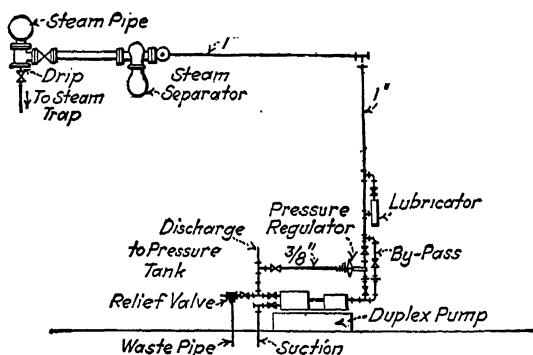 Steam Pipe
1"
Drip
To Steam
Trap
Steam
Separator
1"
Lubricator
Discharge
to Pressure
Tank
Pressure
Regulator
3/8"
By-Pass
Relief Valve
Duplex Pump
Waste Pipe
Suction